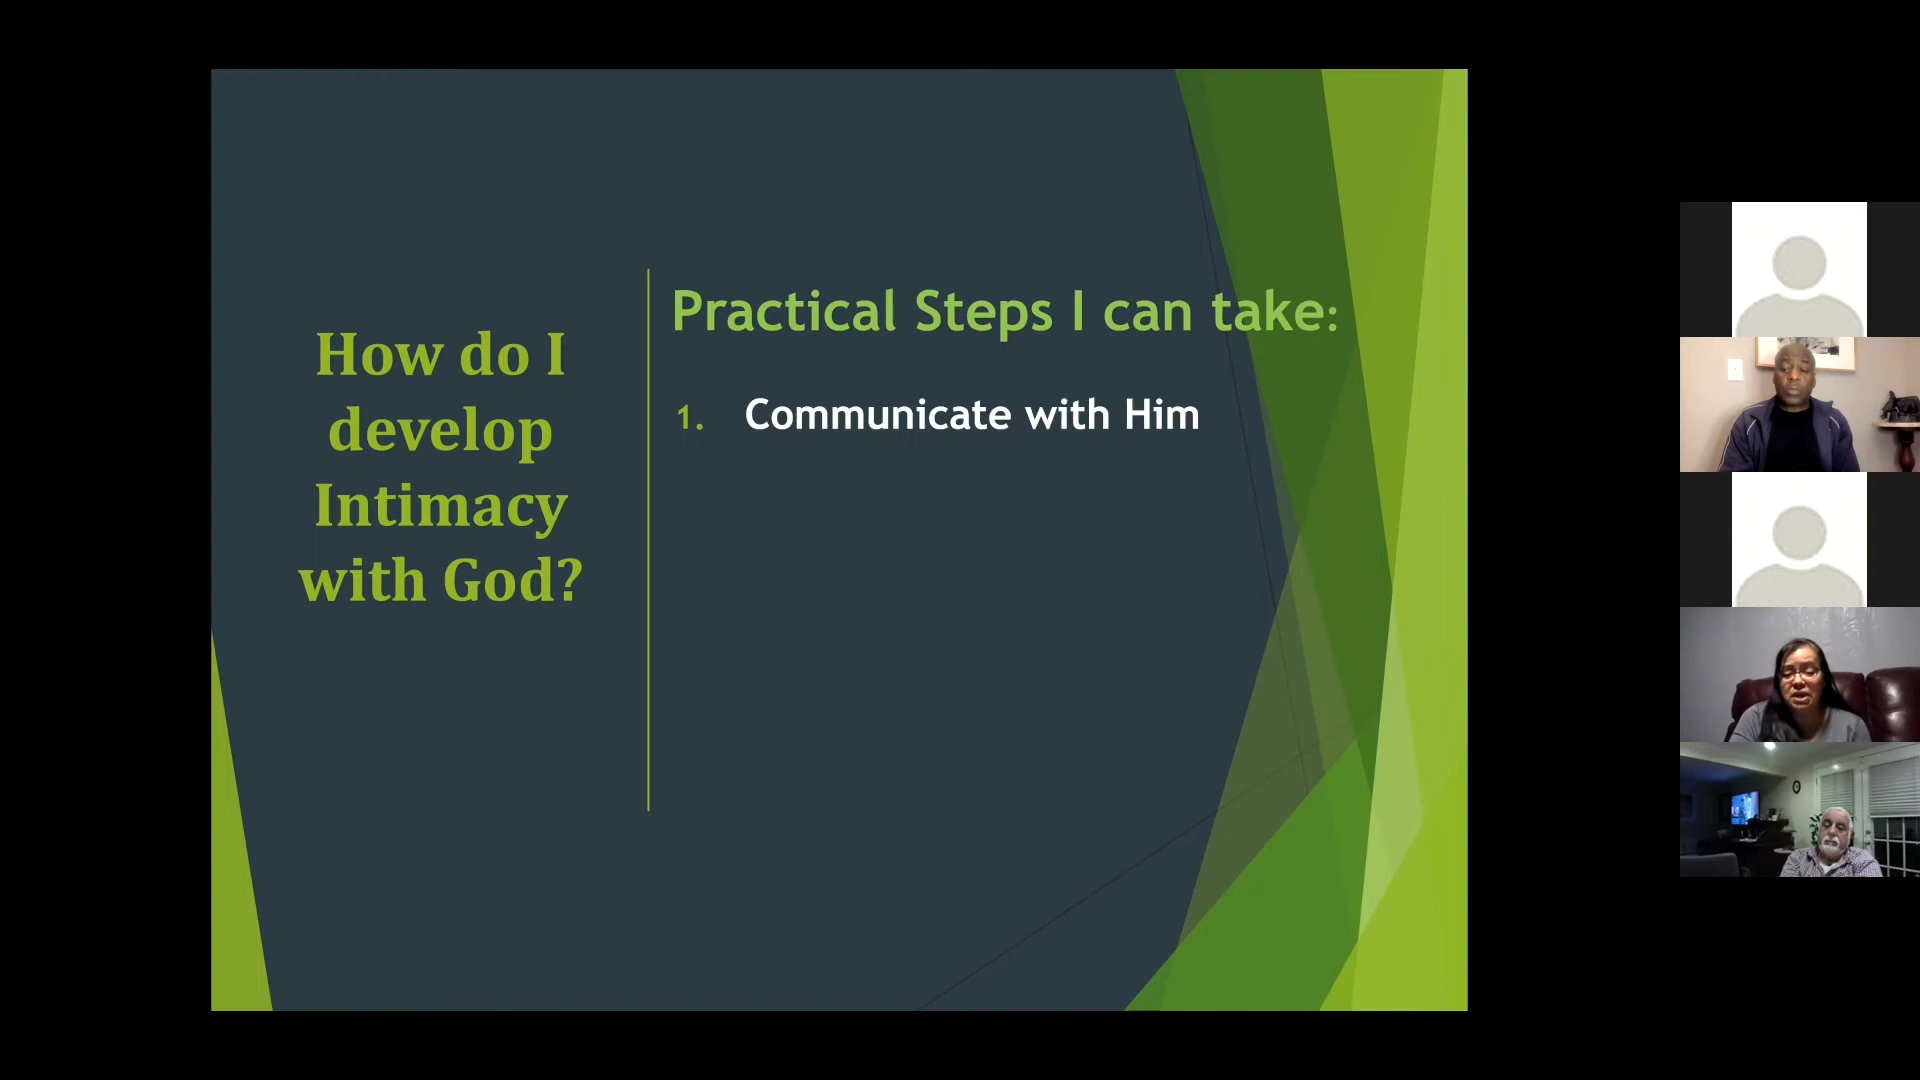 How do I
develop
Intimacy
with God?
Practical Steps I can take:
1. Communicate with Him